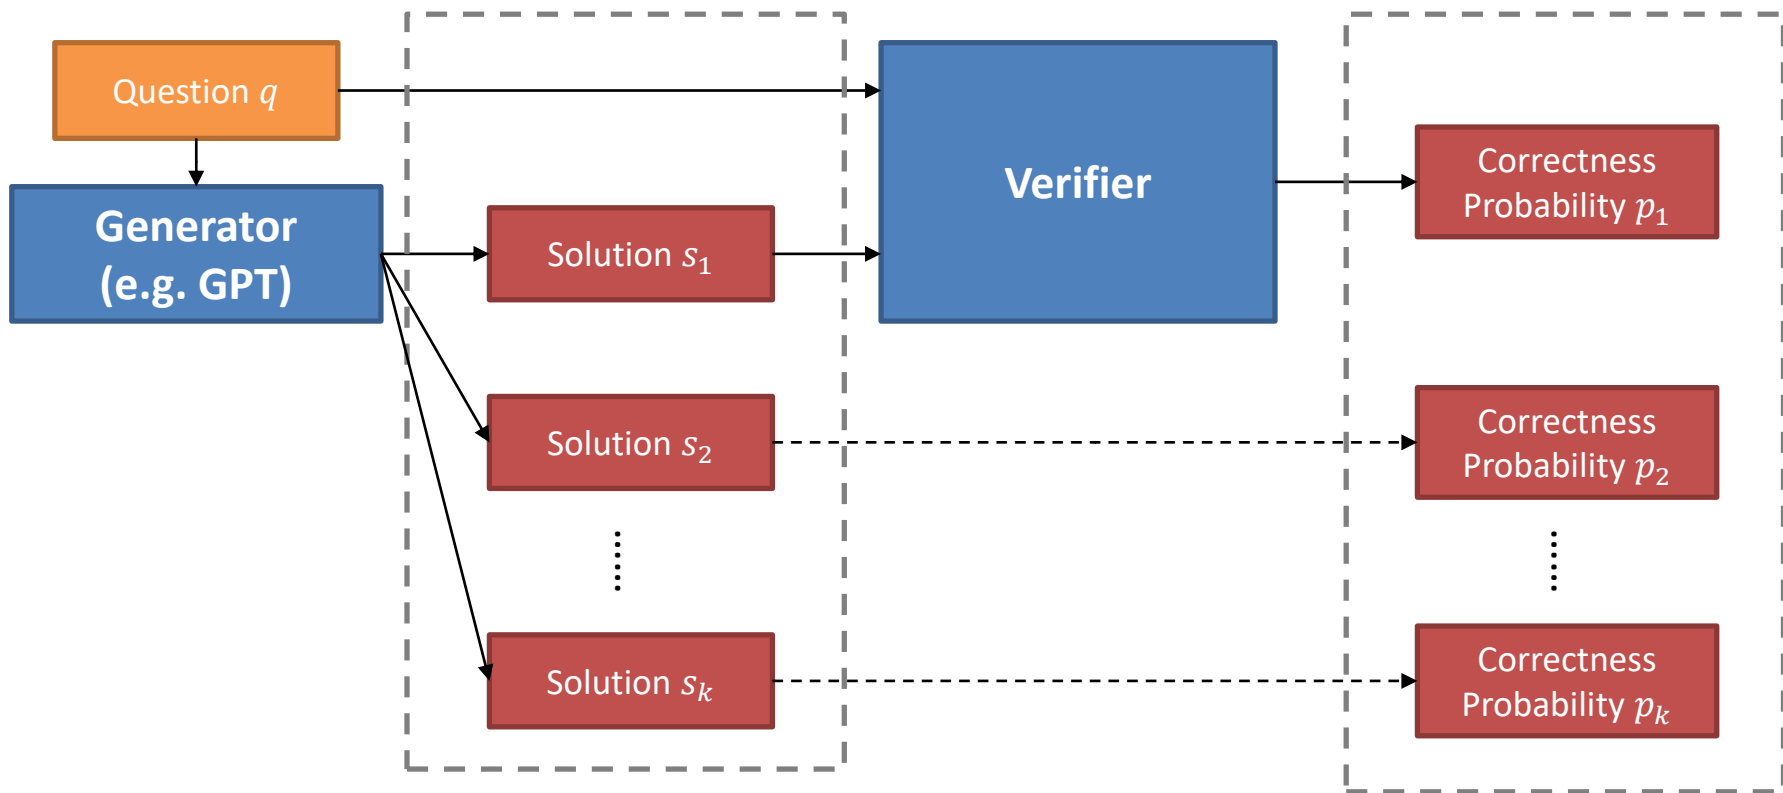 Question q
Generator
(e.g. GPT)
Solution s₁
Solution s₂
Solution sₖ
Verifier
Correctness
Probability p₁
Correctness
Probability p₂
Correctness
Probability pₖ